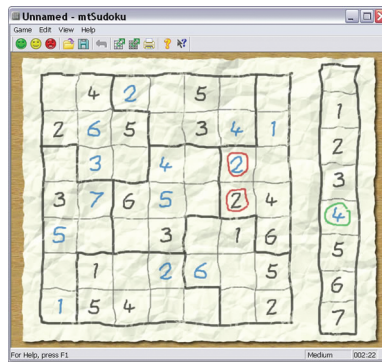 Unnamed - mtSudoku
Game Edit View Help
4 2 5
2 6 5 3 4 1
3 4 2
3 7 6 5 2 4
5 3 1 6
1 2 6 5
1 5 4 2
1
2
3
4
5
6
7
For Help, press F1 Medium 002:22